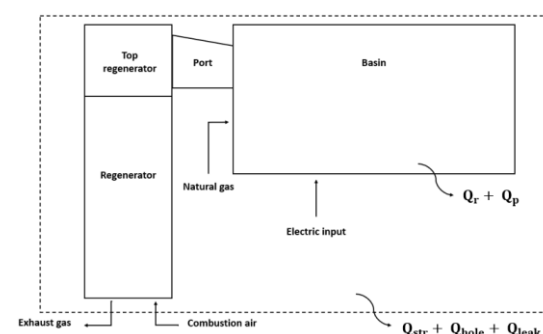 Top
regenerator
Port
Basin
Regenerator
Natural gas
Qr + Qp
Electric input
Exhaust gas
Combustion air
Qstr + Qhole + Qleak